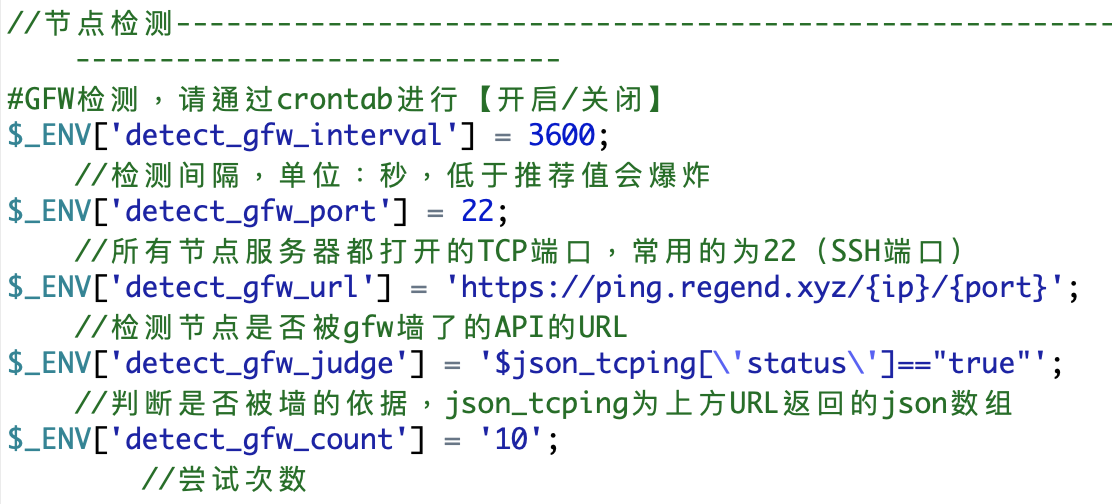 //节点检测--------------------------------------------------------
-----------------------------
#GFW检测，请通过crontab进行【开启/关闭】
$_ENV['detect_gfw_interval'] = 3600;
//检测间隔，单位：秒，低于推荐值会爆炸
$_ENV['detect_gfw_port'] = 22;
//所有节点服务器都打开的TCP端口，常用的为22（SSH端口）
$_ENV['detect_gfw_url'] = 'https://ping.regend.xyz/{ip}/{port}';
//检测节点是否被gfw墙了的API的URL
$_ENV['detect_gfw_judge'] = '$json_tcping[\'status\']=="true"';
//判断是否被墙的依据，json_tcping为上方URL返回的json数组
$_ENV['detect_gfw_count'] = '10';
//尝试次数